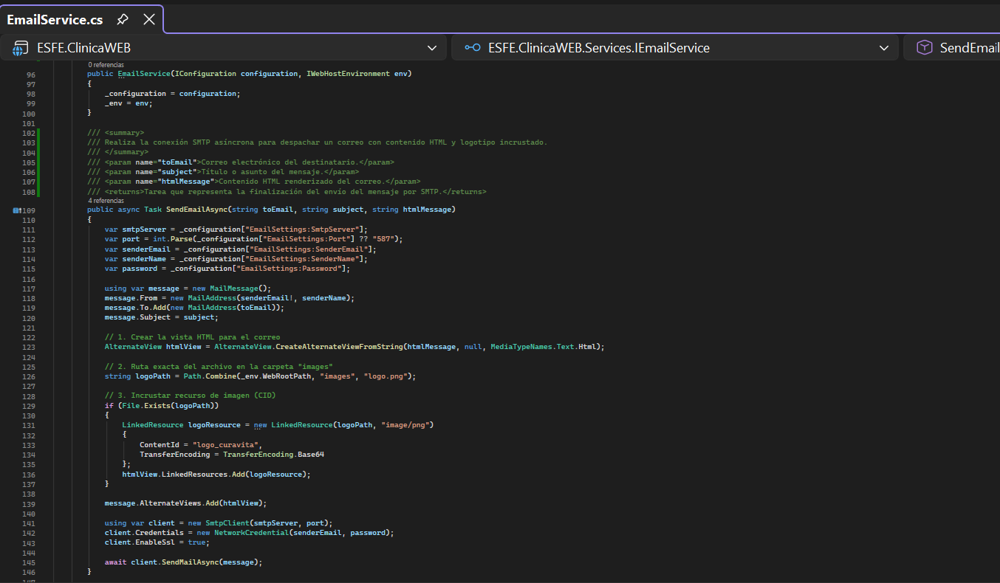 EmailService.cs
ESFE.ClinicaWEB
ESFE.ClinicaWEB.Services.IEmailService
SendEmail
0 referencias
96 public EmailService(IConfiguration configuration, IWebHostEnvironment env)
97 {
98 _configuration = configuration;
99 _env = env;
100 }
101
102 /// <summary>
103 /// Realiza la conexión SMTP asíncrona para despachar un correo con contenido HTML y logotipo incrustado.
104 /// </summary>
105 /// <param name="toEmail">Correo electrónico del destinatario.</param>
106 /// <param name="subject">Título o asunto del mensaje.</param>
107 /// <param name="htmlMessage">Contenido HTML renderizado del correo.</param>
108 /// <returns>Tarea que representa la finalización del envío del mensaje por SMTP.</returns>
4 referencias
109 public async Task SendEmailAsync(string toEmail, string subject, string htmlMessage)
110 {
111 var smtpServer = _configuration["EmailSettings:SmtpServer"];
112 var port = int.Parse(_configuration["EmailSettings:Port"] ?? "587");
113 var senderEmail = _configuration["EmailSettings:SenderEmail"];
114 var senderName = _configuration["EmailSettings:SenderName"];
115 var password = _configuration["EmailSettings:Password"];
116
117 using var message = new MailMessage();
118 message.From = new MailAddress(senderEmail!, senderName);
119 message.To.Add(new MailAddress(toEmail));
120 message.Subject = subject;
121
122 // 1. Crear la vista HTML para el correo
123 AlternateView htmlView = AlternateView.CreateAlternateViewFromString(htmlMessage, null, MediaTypeNames.Text.Html);
124
125 // 2. Ruta exacta del archivo en la carpeta "images"
126 string logoPath = Path.Combine(_env.WebRootPath, "images", "logo.png");
127
128 // 3. Incrustar recurso de imagen (CID)
129 if (File.Exists(logoPath))
130 {
131 LinkedResource logoResource = new LinkedResource(logoPath, "image/png")
132 {
133 ContentId = "logo_curavita",
134 TransferEncoding = TransferEncoding.Base64
135 };
136 htmlView.LinkedResources.Add(logoResource);
137 }
138
139 message.AlternateViews.Add(htmlView);
140
141 using var client = new SmtpClient(smtpServer, port);
142 client.Credentials = new NetworkCredential(senderEmail, password);
143 client.EnableSsl = true;
144
145 await client.SendMailAsync(message);
146 }